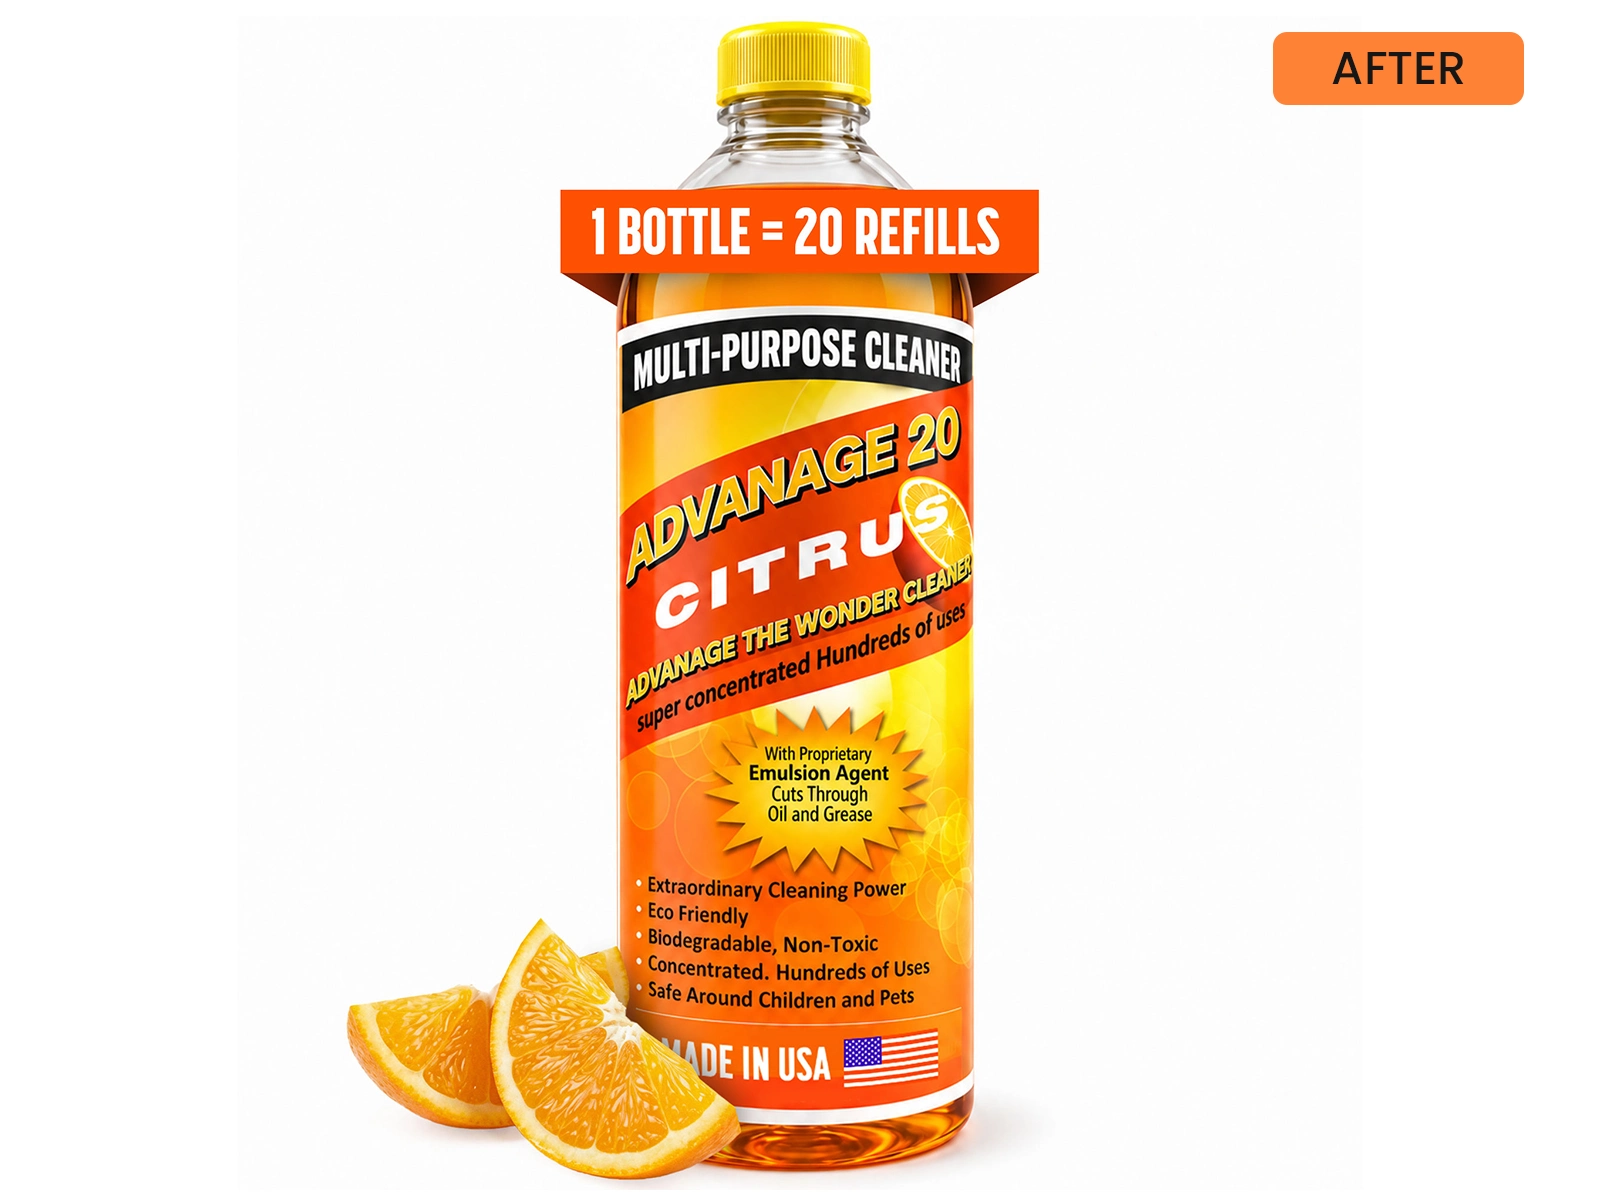 AFTER
1 BOTTLE = 20 REFILLS
MULTI-PURPOSE CLEANER
ADVANAGE 20
CITRUS
ADVANAGE THE WONDER CLEANER
super concentrated Hundreds of uses
With Proprietary
Emulsion Agent
Cuts Through
Oil and Grease
• Extraordinary Cleaning Power
• Eco Friendly
• Biodegradable, Non-Toxic
• Concentrated. Hundreds of Uses
• Safe Around Children and Pets
MADE IN USA